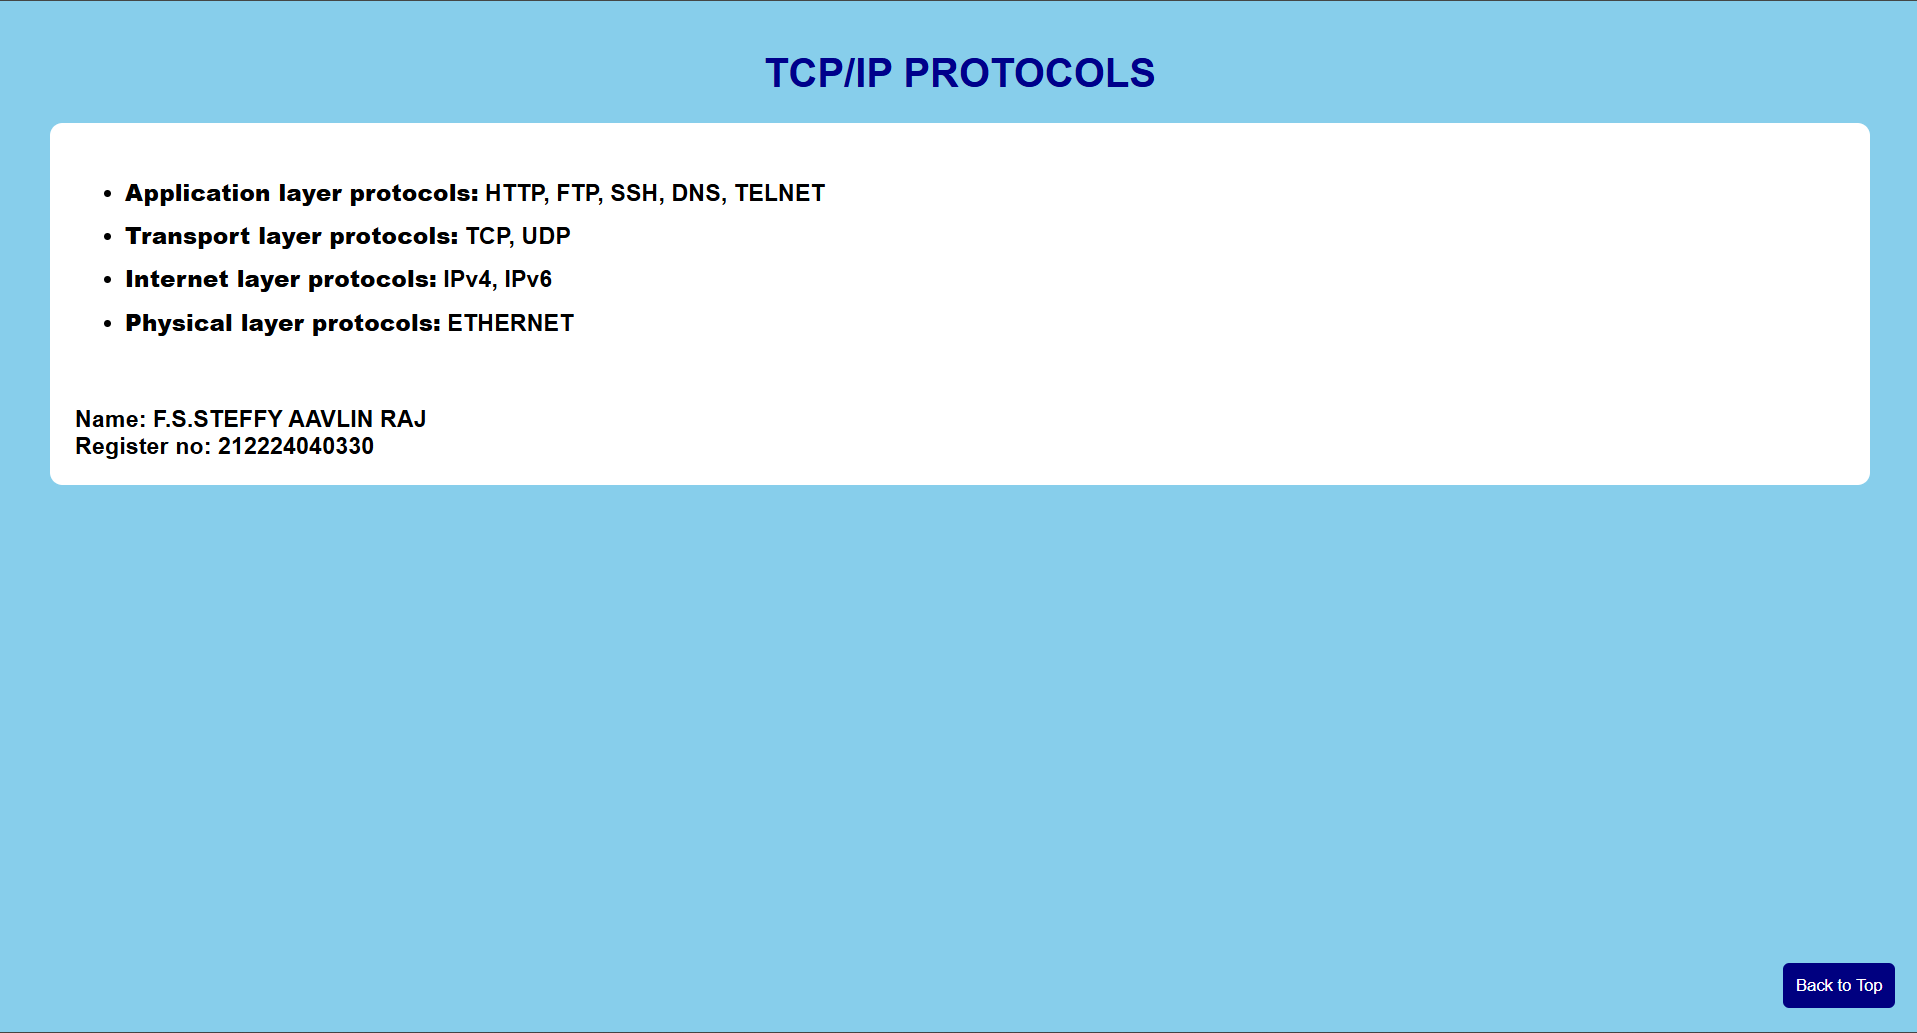 TCP/IP PROTOCOLS
• Application layer protocols: HTTP, FTP, SSH, DNS, TELNET
• Transport layer protocols: TCP, UDP
• Internet layer protocols: IPv4, IPv6
• Physical layer protocols: ETHERNET
Name: F.S.STEFFY AAVLIN RAJ
Register no: 212224040330
Back to Top